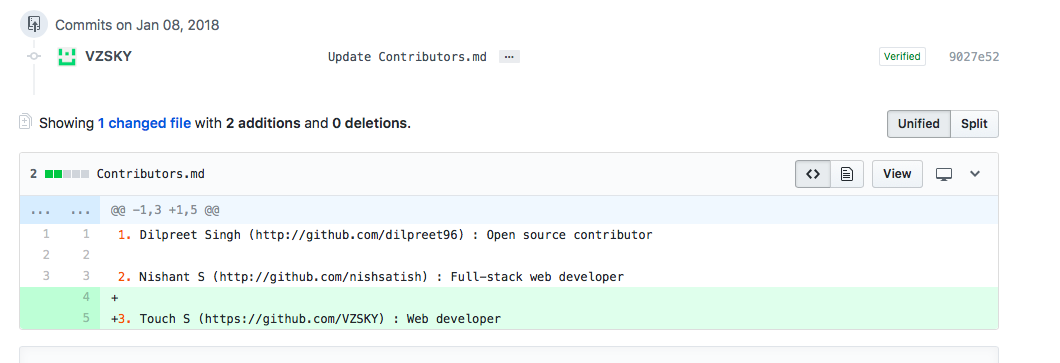 Commits on Jan 08, 2018
VZSKY Update Contributors.md ... Verified 9027e52
Showing 1 changed file with 2 additions and 0 deletions. Unified Split
2 Contributors.md <> View
... ... @@ -1,3 +1,5 @@
1 1 1. Dilpreet Singh (http://github.com/dilpreet96) : Open source contributor
2 2
3 3 2. Nishant S (http://github.com/nishsatish) : Full-stack web developer
4 +
5 +3. Touch S (https://github.com/VZSKY) : Web developer